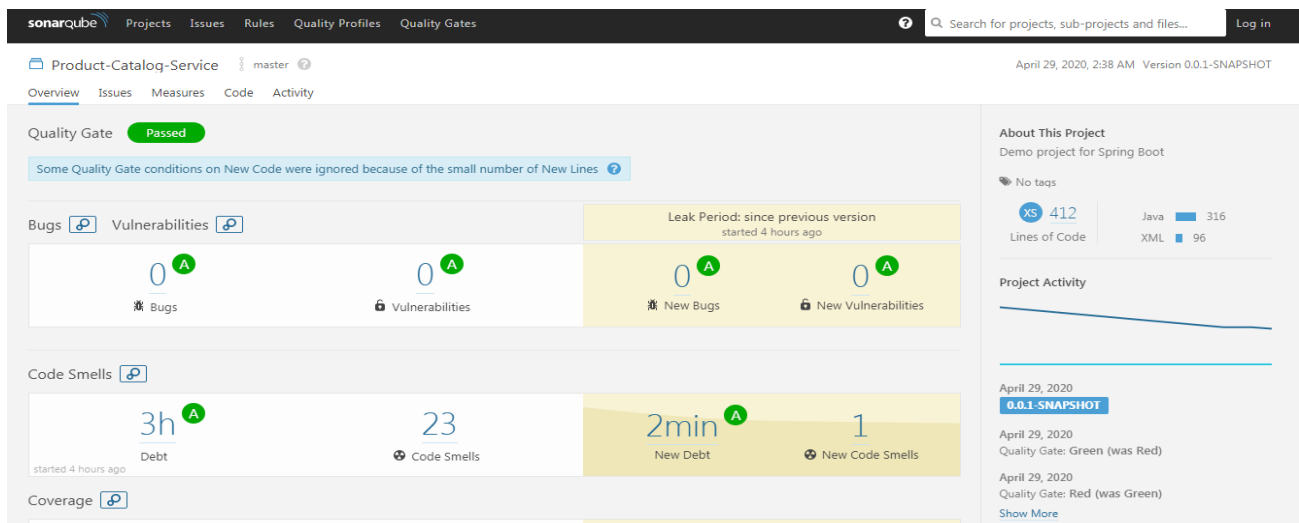 sonarqube Projects Issues Rules Quality Profiles Quality Gates ? Search for projects, sub-projects and files... Log in
Product-Catalog-Service master ? April 29, 2020, 2:38 AM Version 0.0.1-SNAPSHOT
Overview Issues Measures Code Activity
Quality Gate Passed
Some Quality Gate conditions on New Code were ignored because of the small number of New Lines ?
Bugs Vulnerabilities
Leak Period: since previous version
started 4 hours ago
0 A 0 A 0 A 0 A
Bugs Vulnerabilities New Bugs New Vulnerabilities
Code Smells
3h A 23 2min A 1
Debt Code Smells New Debt New Code Smells
started 4 hours ago
Coverage
About This Project
Demo project for Spring Boot
No tags
XS 412
Lines of Code
Java 316
XML 96
Project Activity
April 29, 2020
0.0.1-SNAPSHOT
April 29, 2020
Quality Gate: Green (was Red)
April 29, 2020
Quality Gate: Red (was Green)
Show More